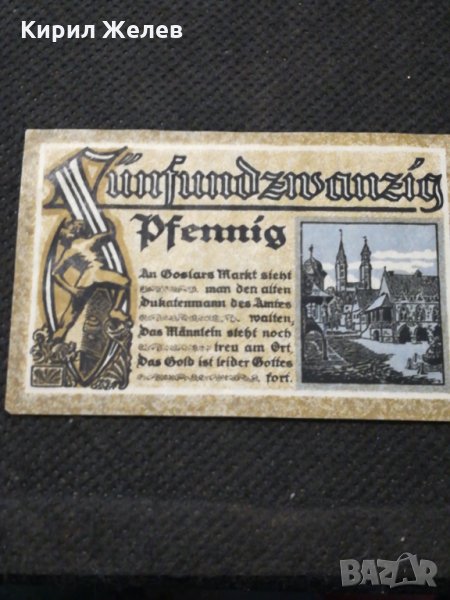 Кирил Желев
Fünfundzwanzig
Pfennig
An Goslars Markt sieht
man den alten
Dukatenmann des Amtes
walten,
Das Männlein steht noch
treu am Ort,
Das Gold ist leider Gottes
fort.
BAZAR